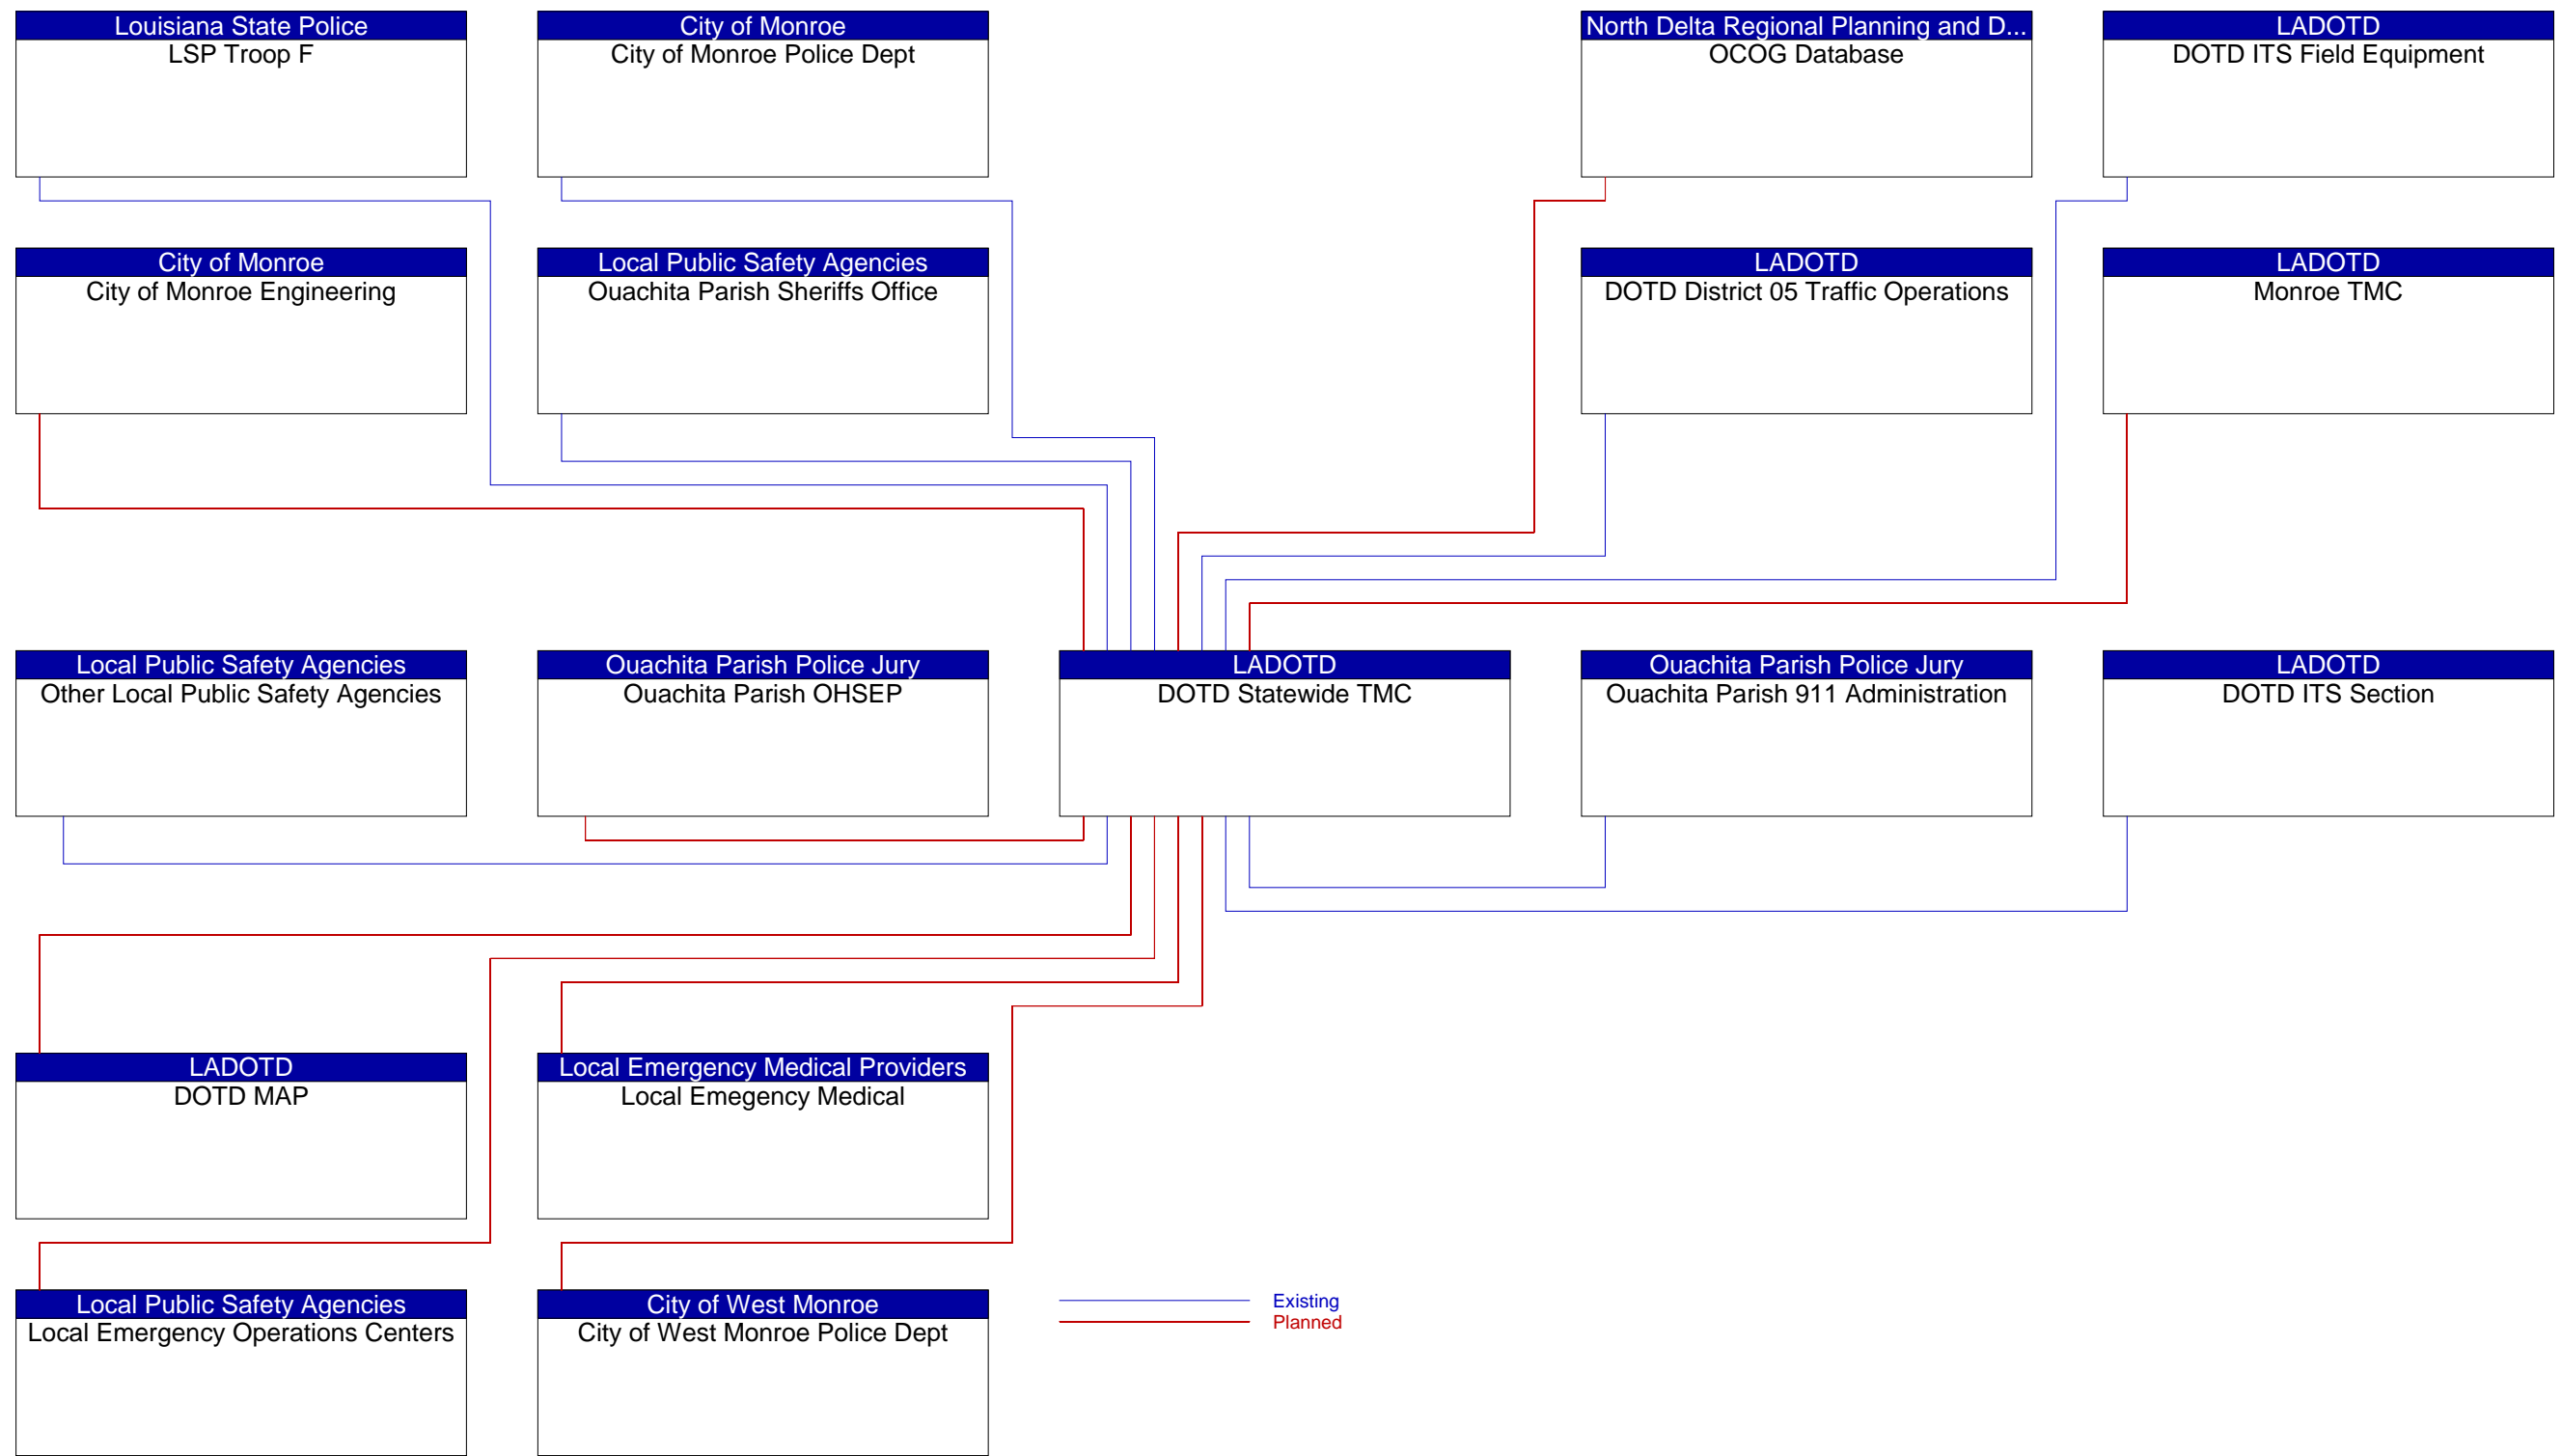 Louisiana State Police
LSP Troop F
City of Monroe
City of Monroe Police Dept
North Delta Regional Planning and D...
OCOG Database
LADOTD
DOTD ITS Field Equipment
City of Monroe
City of Monroe Engineering
Local Public Safety Agencies
Ouachita Parish Sheriffs Office
LADOTD
DOTD District 05 Traffic Operations
LADOTD
Monroe TMC
Local Public Safety Agencies
Other Local Public Safety Agencies
Ouachita Parish Police Jury
Ouachita Parish OHSEP
LADOTD
DOTD Statewide TMC
Ouachita Parish Police Jury
Ouachita Parish 911 Administration
LADOTD
DOTD ITS Section
LADOTD
DOTD MAP
Local Emergency Medical Providers
Local Emegency Medical
Local Public Safety Agencies
Local Emergency Operations Centers
City of West Monroe
City of West Monroe Police Dept
Existing
Planned